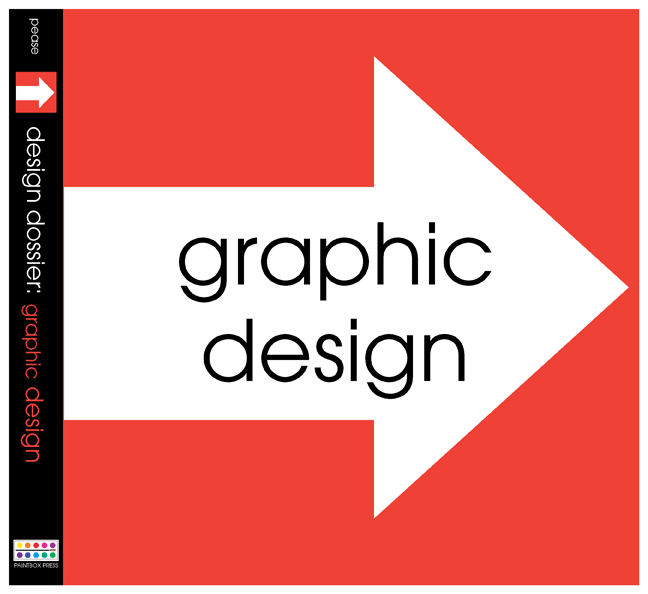 pease
design dossier: graphic design
PAINTBOX PRESS
graphic
design